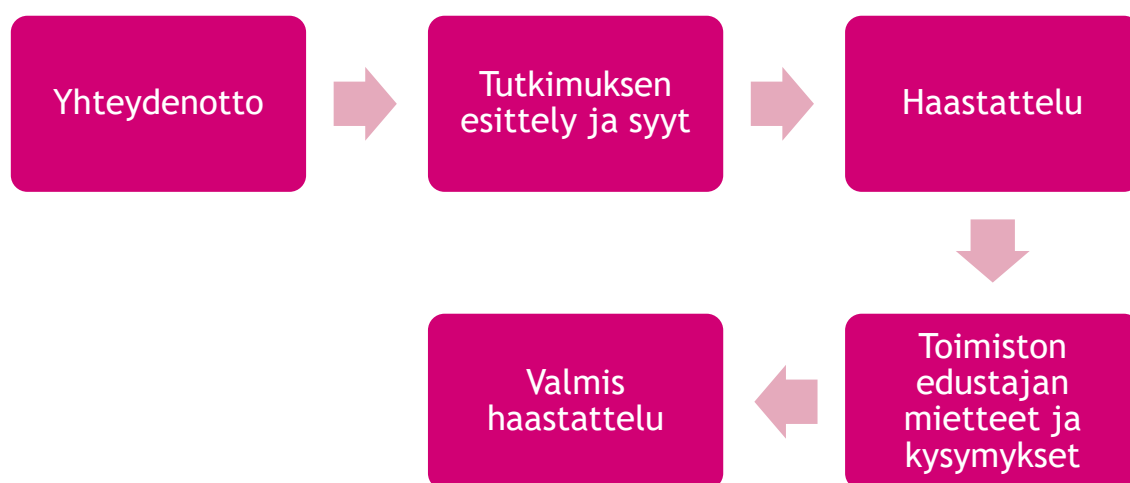 Yhteydenotto
Tutkimuksen
esittely ja syyt
Haastattelu
Toimiston
edustajan
mietteet ja
kysymykset
Valmis
haastattelu